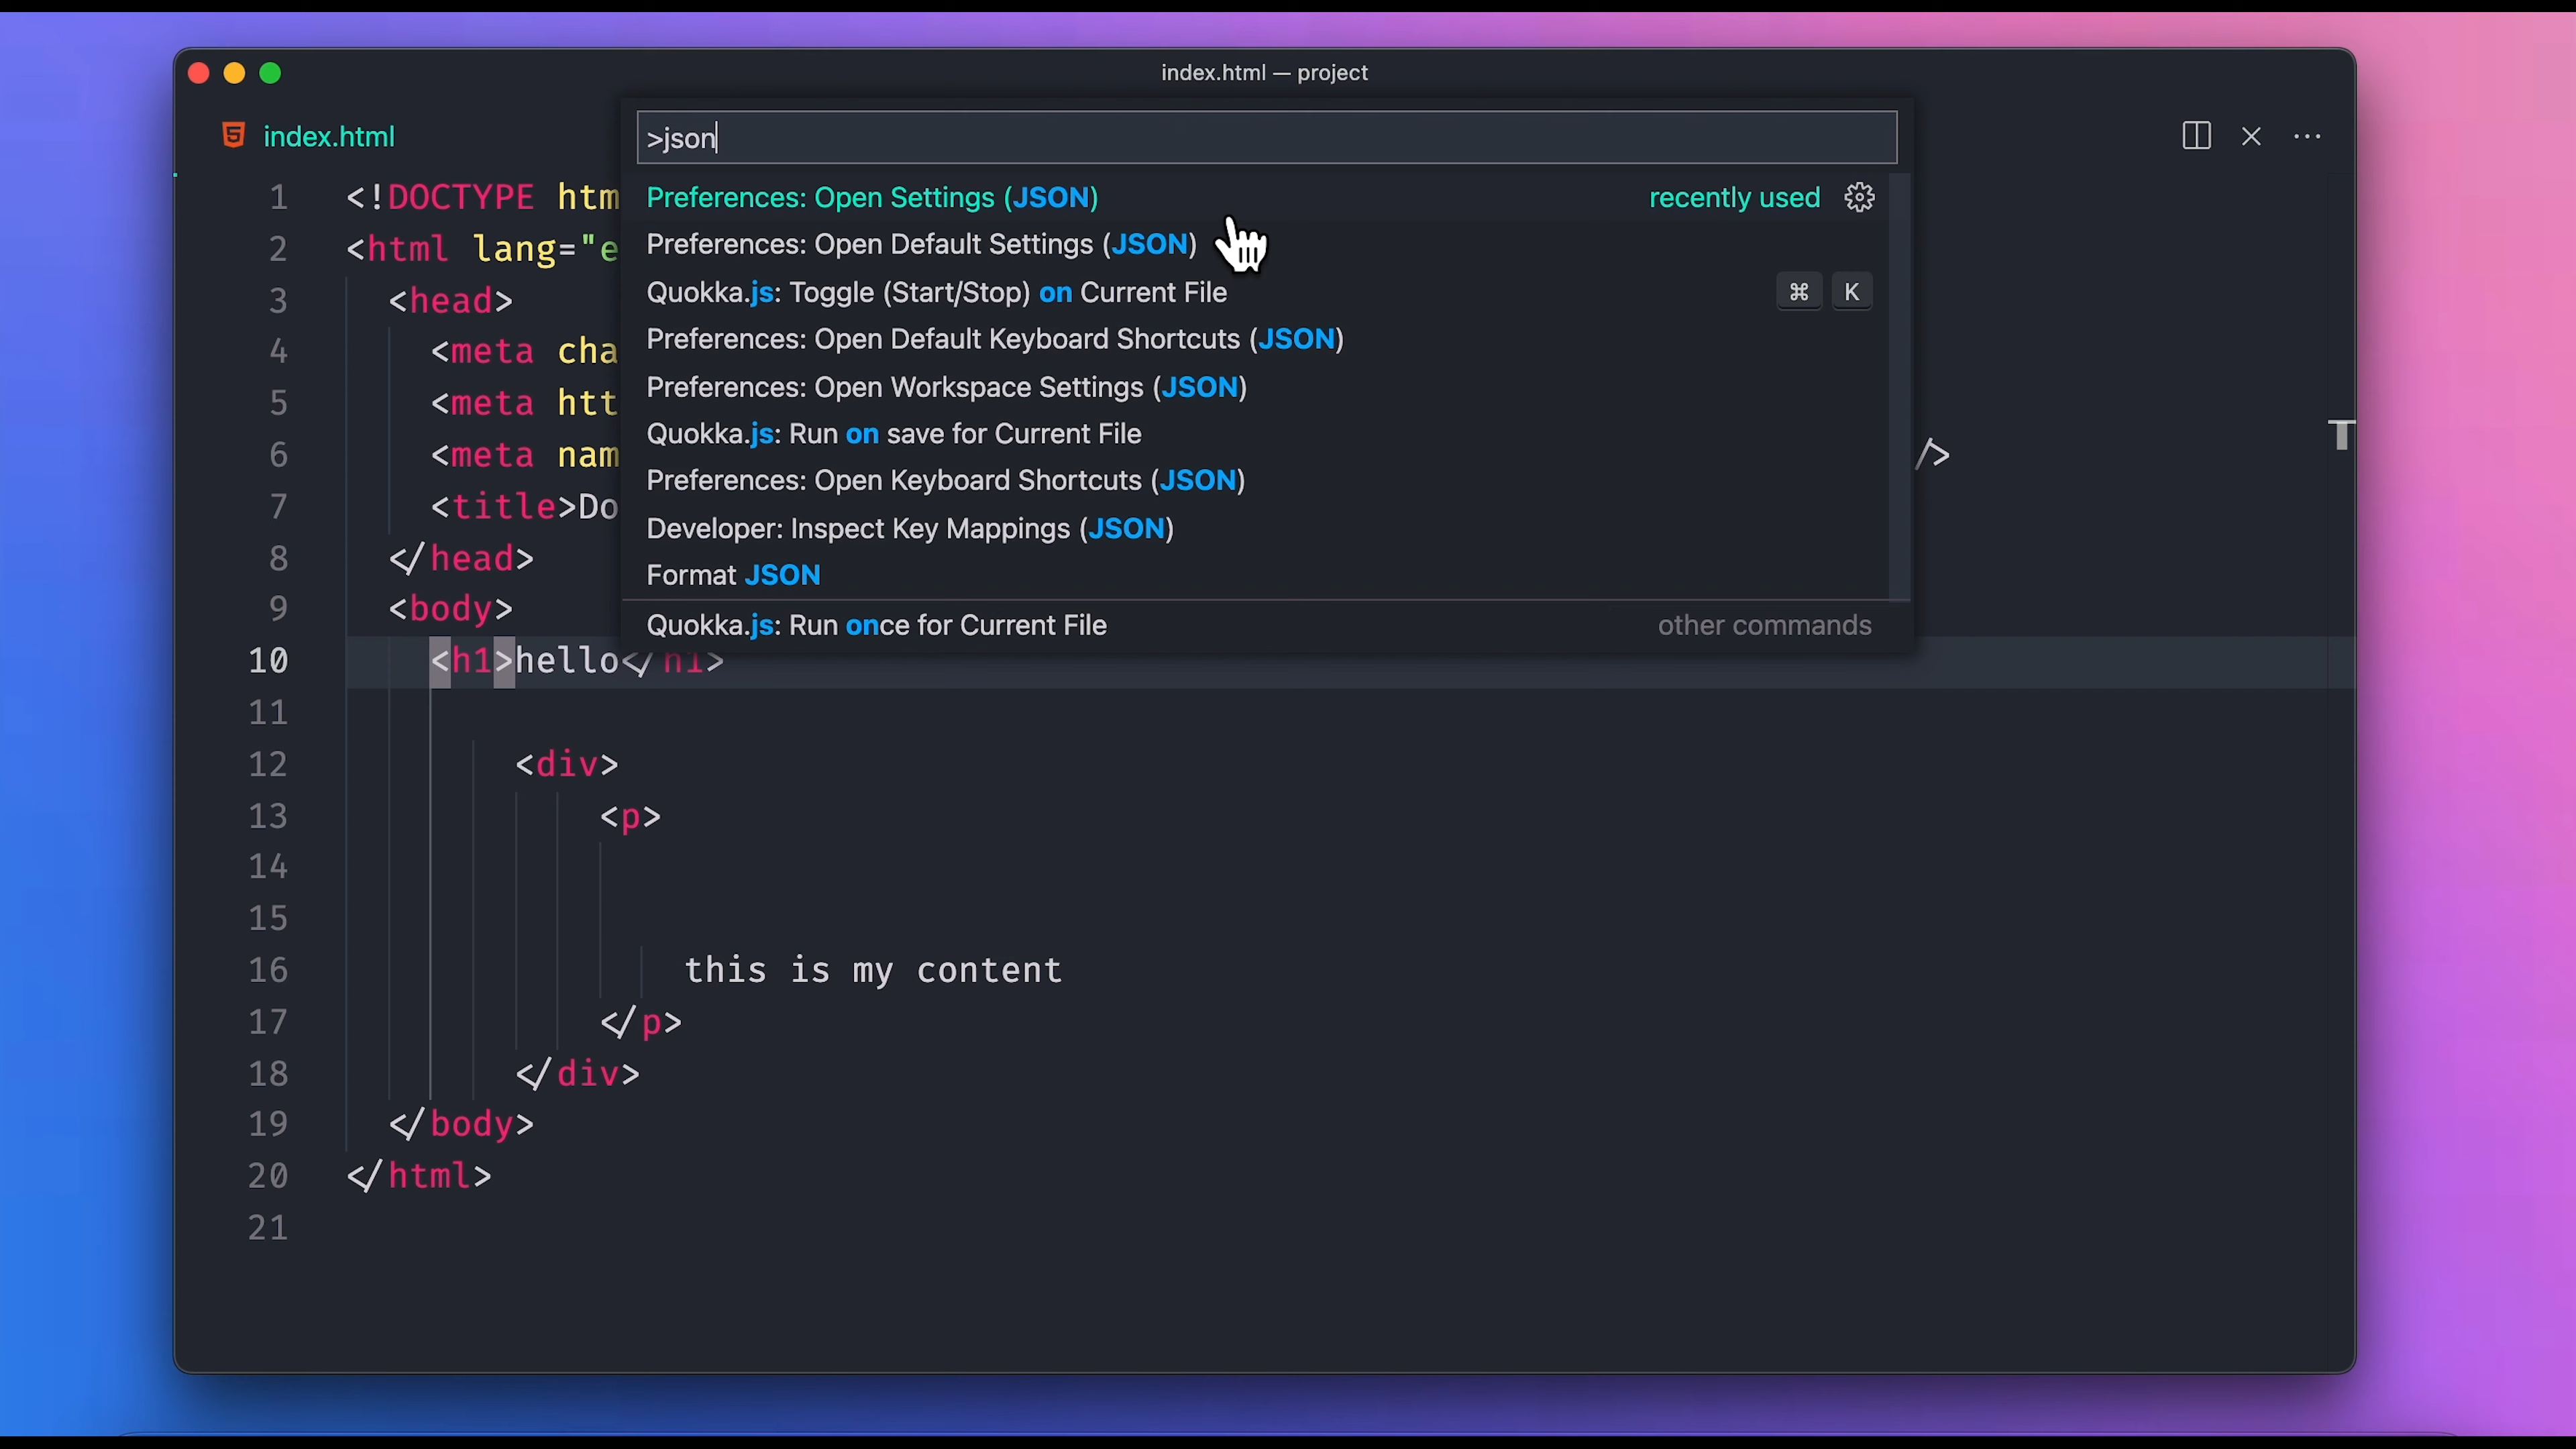 index.html — project
index.html
>json
Preferences: Open Settings (JSON) recently used
Preferences: Open Default Settings (JSON)
Quokka.js: Toggle (Start/Stop) on Current File ⌘ K
Preferences: Open Default Keyboard Shortcuts (JSON)
Preferences: Open Workspace Settings (JSON)
Quokka.js: Run on save for Current File
Preferences: Open Keyboard Shortcuts (JSON)
Developer: Inspect Key Mappings (JSON)
Format JSON
Quokka.js: Run once for Current File other commands
1 <!DOCTYPE htm
2 <html lang="e
3 <head>
4 <meta cha
5 <meta htt
6 <meta nam />
7 <title>Do
8 </head>
9 <body>
10 <h1>hello</h1>
11
12 <div>
13 <p>
14
15
16 this is my content
17 </p>
18 </div>
19 </body>
20 </html>
21